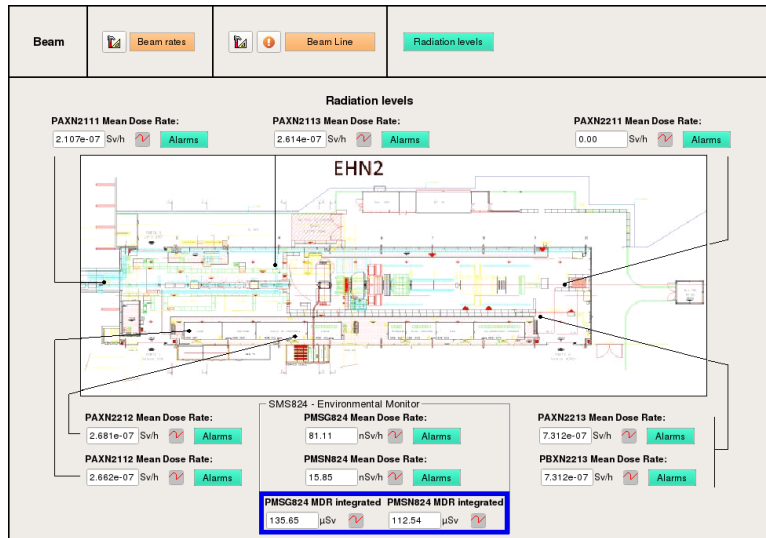 Beam
Beam rates
Beam Line
Radiation levels
Radiation levels
PAXN2111 Mean Dose Rate:
2.107e-07 Sv/h Alarms
PAXN2113 Mean Dose Rate:
2.614e-07 Sv/h Alarms
PAXN2211 Mean Dose Rate:
0.00 Sv/h Alarms
EHN2
PAXN2212 Mean Dose Rate:
2.681e-07 Sv/h Alarms
PAXN2112 Mean Dose Rate:
2.662e-07 Sv/h Alarms
SMS824 - Environmental Monitor
PMSG824 Mean Dose Rate:
81.11 nSv/h Alarms
PMSN824 Mean Dose Rate:
15.85 nSv/h Alarms
PMSG824 MDR integrated PMSN824 MDR integrated
135.65 µSv 112.54 µSv
PAXN2213 Mean Dose Rate:
7.312e-07 Sv/h Alarms
PBXN2213 Mean Dose Rate:
7.312e-07 Sv/h Alarms